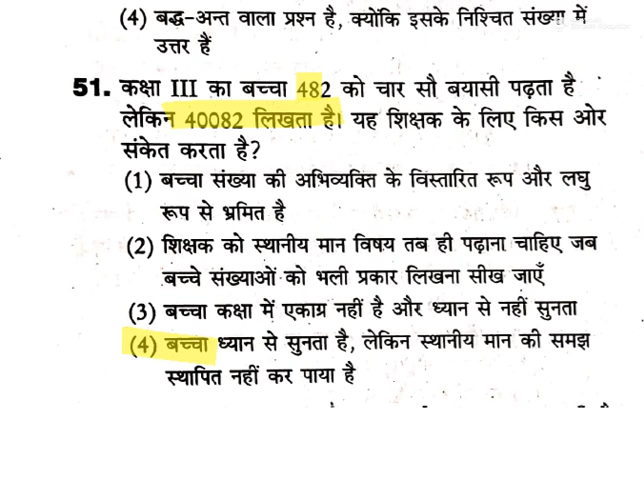 (4) बद्ध-अन्त वाला प्रश्न है, क्योंकि इसके निश्चित संख्या में
उत्तर हैं
51. कक्षा III का बच्चा 482 को चार सौ बयासी पढ़ता है
लेकिन 40082 लिखता है। यह शिक्षक के लिए किस ओर
संकेत करता है?
(1) बच्चा संख्या की अभिव्यक्ति के विस्तारित रूप और लघु
रूप से भ्रमित है
(2) शिक्षक को स्थानीय मान विषय तब ही पढ़ाना चाहिए जब
बच्चे संख्याओं को भली प्रकार लिखना सीख जाएँ
(3) बच्चा कक्षा में एकाग्र नहीं है और ध्यान से नहीं सुनता
(4) बच्चा ध्यान से सुनता है, लेकिन स्थानीय मान की समझ
स्थापित नहीं कर पाया है